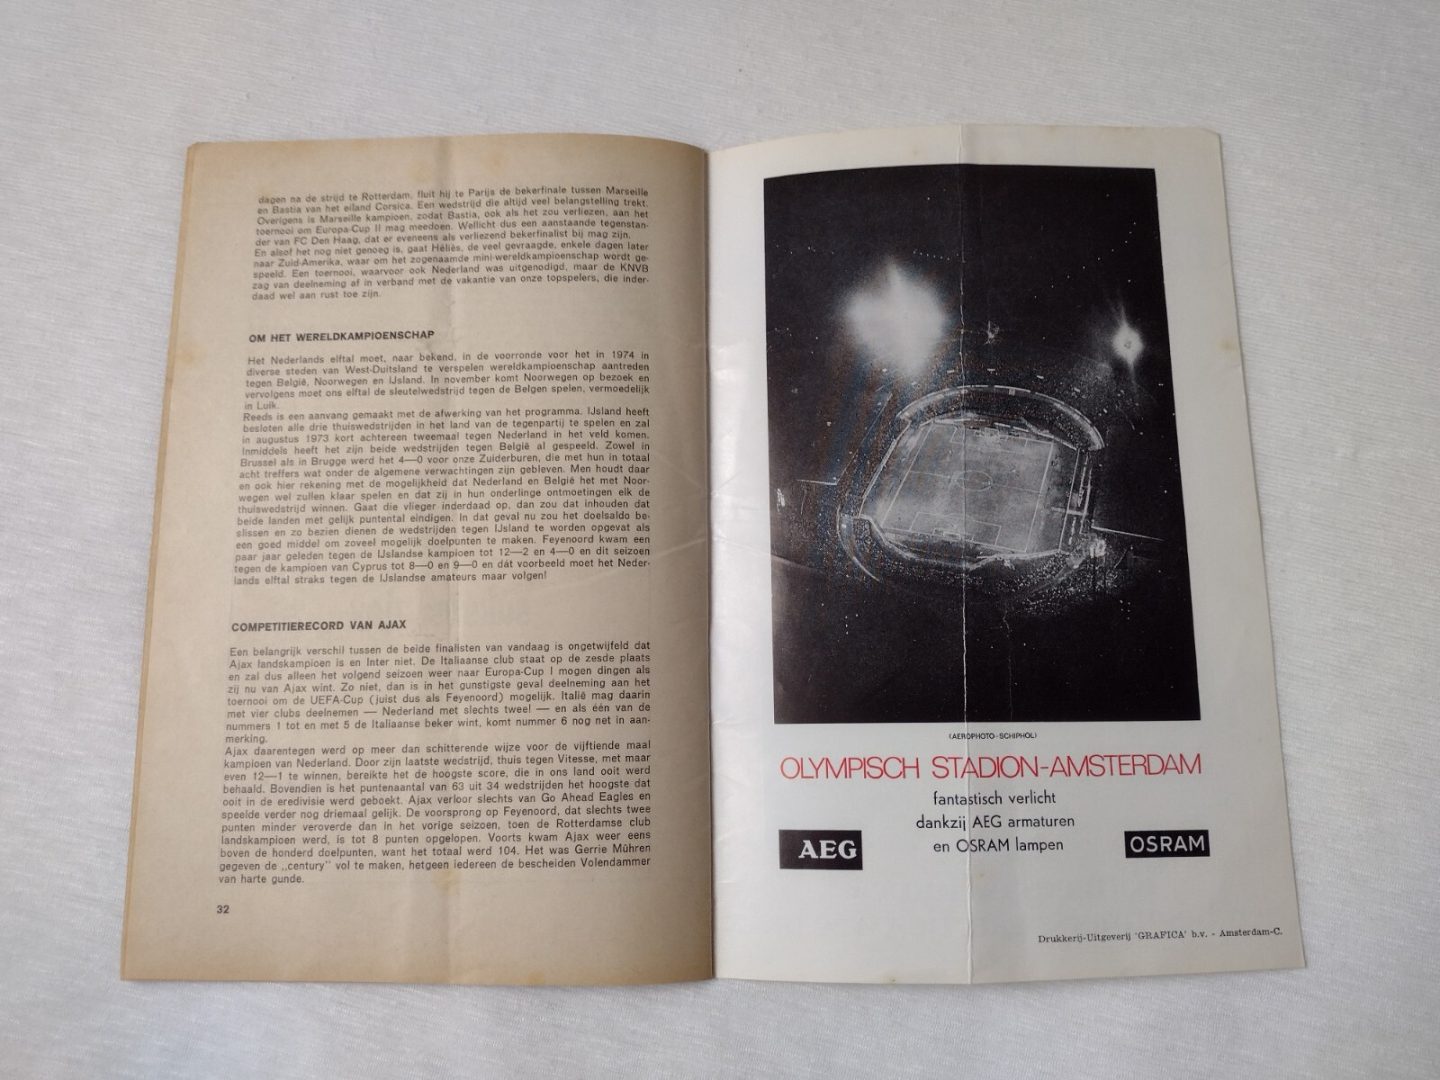 dagen na de strijd te Rotterdam, fluit hij te Parijs de bekerfinale tussen Marseille
en Bastia van het eiland Corsica. Een wedstrijd die altijd veel belangstelling trekt.
Overigens is Marseille kampioen, zodat Bastia, ook als het zou verliezen, aan het
toernooi om Europa-Cup II mag meedoen. Wellicht dus een aanstaande tegenstan-
der van FC Den Haag, dat er eveneens als verliezend bekerfinalist bij mag zijn.
En alsof het nog niet genoeg is, gaat Hélies, de veel gevraagde, enkele dagen later
naar Zuid-Amerika, waar om het zogenaamde mini-wereldkampioenschap wordt ge-
speeld. Een toernooi, waarvoor ook Nederland was uitgenodigd, maar de KNVB
zag van deelneming af in verband met de vakantie van onze topspelers, die inder-
daad wel aan rust toe zijn.
OM HET WERELDKAMPIOENSCHAP
Het Nederlands elftal moet, naar bekend, in de voorronde voor het in 1974 in
diverse steden van West-Duitsland te verspelen wereldkampioenschap aantreden
tegen België, Noorwegen en IJsland. In november komt Noorwegen op bezoek en
vervolgens moet ons elftal de sleutelwedstrijd tegen de Belgen spelen, vermoedelijk
in Luik.
Reeds is een aanvang gemaakt met de afwerking van het programma. IJsland heeft
besloten alle drie thuiswedstrijden in het land van de tegenpartij te spelen en zal
in augustus 1973 kort achtereen tweemaal tegen Nederland in het veld komen.
Inmiddels heeft het zijn beide wedstrijden tegen België al gespeeld. Zowel in
Brussel als in Brugge werd het 4—0 voor onze Zuiderburen, die met hun in totaal
acht treffers wat onder de algemene verwachtingen zijn gebleven. Men houdt daar
en ook hier rekening met de mogelijkheid dat Nederland en België het met Noor-
wegen wel zullen klaar spelen en dat zij in hun onderlinge ontmoetingen elk de
thuiswedstrijd winnen. Gaat die vlieger inderdaad op, dan zou dat inhouden dat
beide landen met gelijk puntental eindigen. In dat geval nu zou het doelsaldo be-
slissen en zo bezien dienen de wedstrijden tegen IJsland te worden opgevat als
een goed middel om zoveel mogelijk doelpunten te maken. Feyenoord kwam een
paar jaar geleden tegen de IJslandse kampioen tot 12—2 en 4—0 en dit seizoen
tegen de kampioen van Cyprus tot 8—0 en 9—0 en dát voorbeeld moet het Neder-
lands elftal straks tegen de IJslandse amateurs maar volgen!
COMPETITIERECORD VAN AJAX
Een belangrijk verschil tussen de beide finalisten van vandaag is ongetwijfeld dat
Ajax landskampioen is en Inter niet. De Italiaanse club staat op de zesde plaats
en zal dus alleen het volgend seizoen weer naar Europa-Cup I mogen dingen als
zij nu van Ajax wint. Zo niet, dan is in het gunstigste geval deelneming aan het
toernooi om de UEFA-Cup (juist dus als Feyenoord) mogelijk. Italië mag daarin
met vier clubs deelnemen — Nederland met slechts twee! — en als één van de
nummers 1 tot en met 5 de Italiaanse beker wint, komt nummer 6 nog net in aan-
merking.
Ajax daarentegen werd op meer dan schitterende wijze voor de vijftiende maal
kampioen van Nederland. Door zijn laatste wedstrijd, thuis tegen Vitesse, met maar
even 12—1 te winnen, bereikte het de hoogste score, die in ons land ooit werd
behaald. Bovendien is het puntenaantal van 63 uit 34 wedstrijden het hoogste dat
ooit in de eredivisie werd geboekt. Ajax verloor slechts van Go Ahead Eagles en
speelde verder nog driemaal gelijk. De voorsprong op Feyenoord, dat slechts twee
punten minder veroverde dan in het vorige seizoen, toen de Rotterdamse club
landskampioen werd, is tot 8 punten opgelopen. Voorts kwam Ajax weer eens
boven de honderd doelpunten, want het totaal werd 104. Het was Gerrie Mühren
gegeven de „century" vol te maken, hetgeen iedereen de bescheiden Volendammer
van harte gunde.
32
(AEROPHOTO-SCHIPHOL)
OLYMPISCH STADION-AMSTERDAM
fantastisch verlicht
dankzij AEG armaturen
en OSRAM lampen
AEG
OSRAM
Drukkerij-Uitgeverij 'GRAFICA' b.v. - Amsterdam-C.